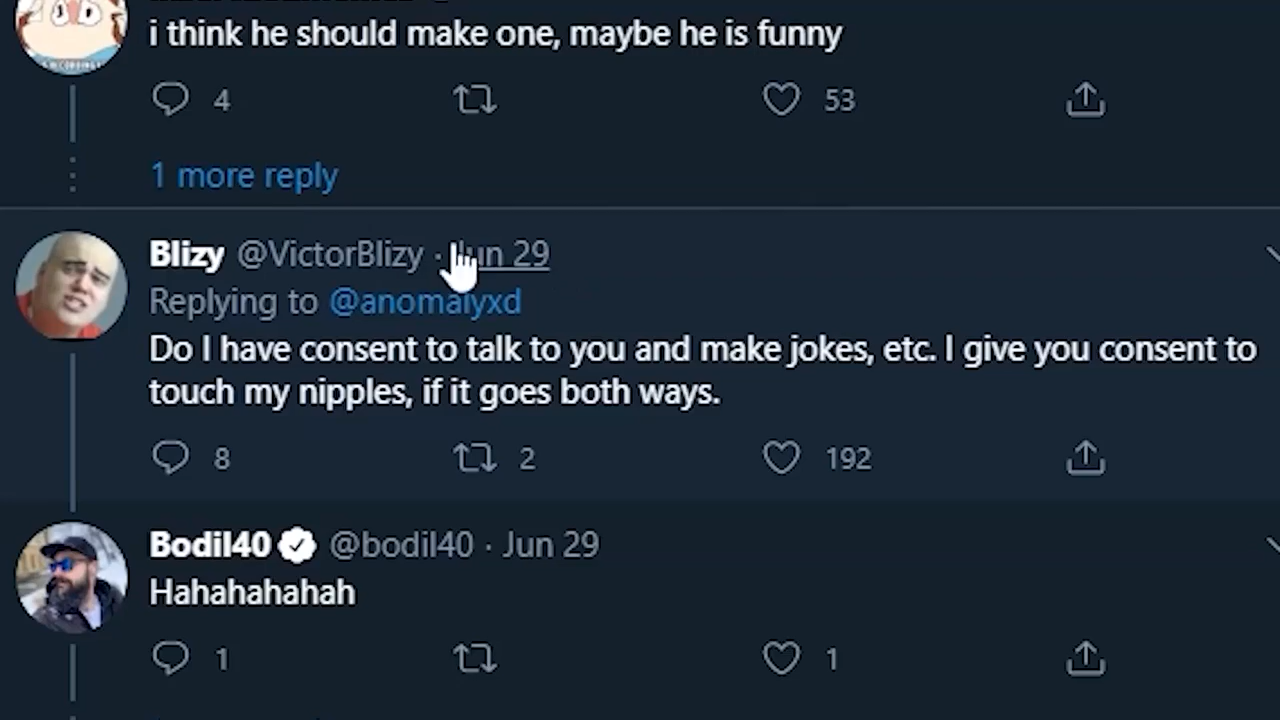 i think he should make one, maybe he is funny
4 53
1 more reply
Blizy @VictorBlizy · Jun 29
Replying to @anomalyxd
Do I have consent to talk to you and make jokes, etc. I give you consent to
touch my nipples, if it goes both ways.
8 2 192
Bodil40 @bodil40 · Jun 29
Hahahahahah
1 1